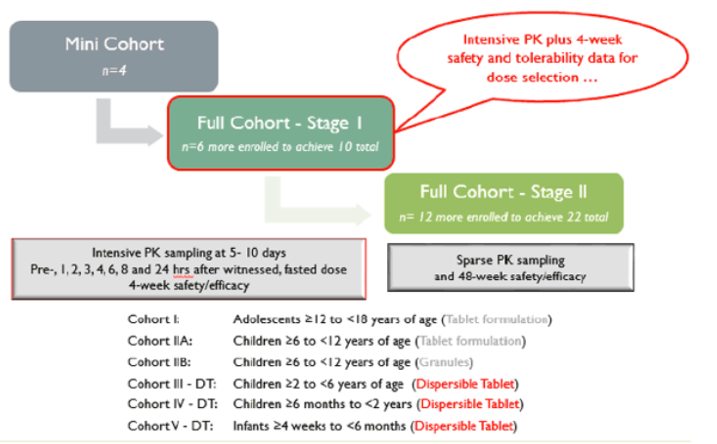 Mini Cohort
n=4
Intensive PK plus 4-week
safety and tolerability data for
dose selection ...
Full Cohort - Stage I
n=6 more enrolled to achieve 10 total
Full Cohort - Stage II
n= 12 more enrolled to achieve 22 total
Intensive PK sampling at 5- 10 days
Pre-, 1, 2, 3, 4, 6, 8 and 24 hrs after witnessed, fasted dose
4-week safety/efficacy
Sparse PK sampling
and 48-week safety/efficacy
Cohort I: Adolescents ≥12 to <18 years of age (Tablet formulation)
Cohort IIA: Children ≥6 to <12 years of age (Tablet formulation)
Cohort IIB: Children ≥6 to <12 years of age (Granules)
Cohort III - DT: Children ≥2 to <6 years of age (Dispersible Tablet)
Cohort IV - DT: Children ≥6 months to <2 years (Dispersible Tablet)
Cohort V - DT: Infants ≥4 weeks to <6 months (Dispersible Tablet)